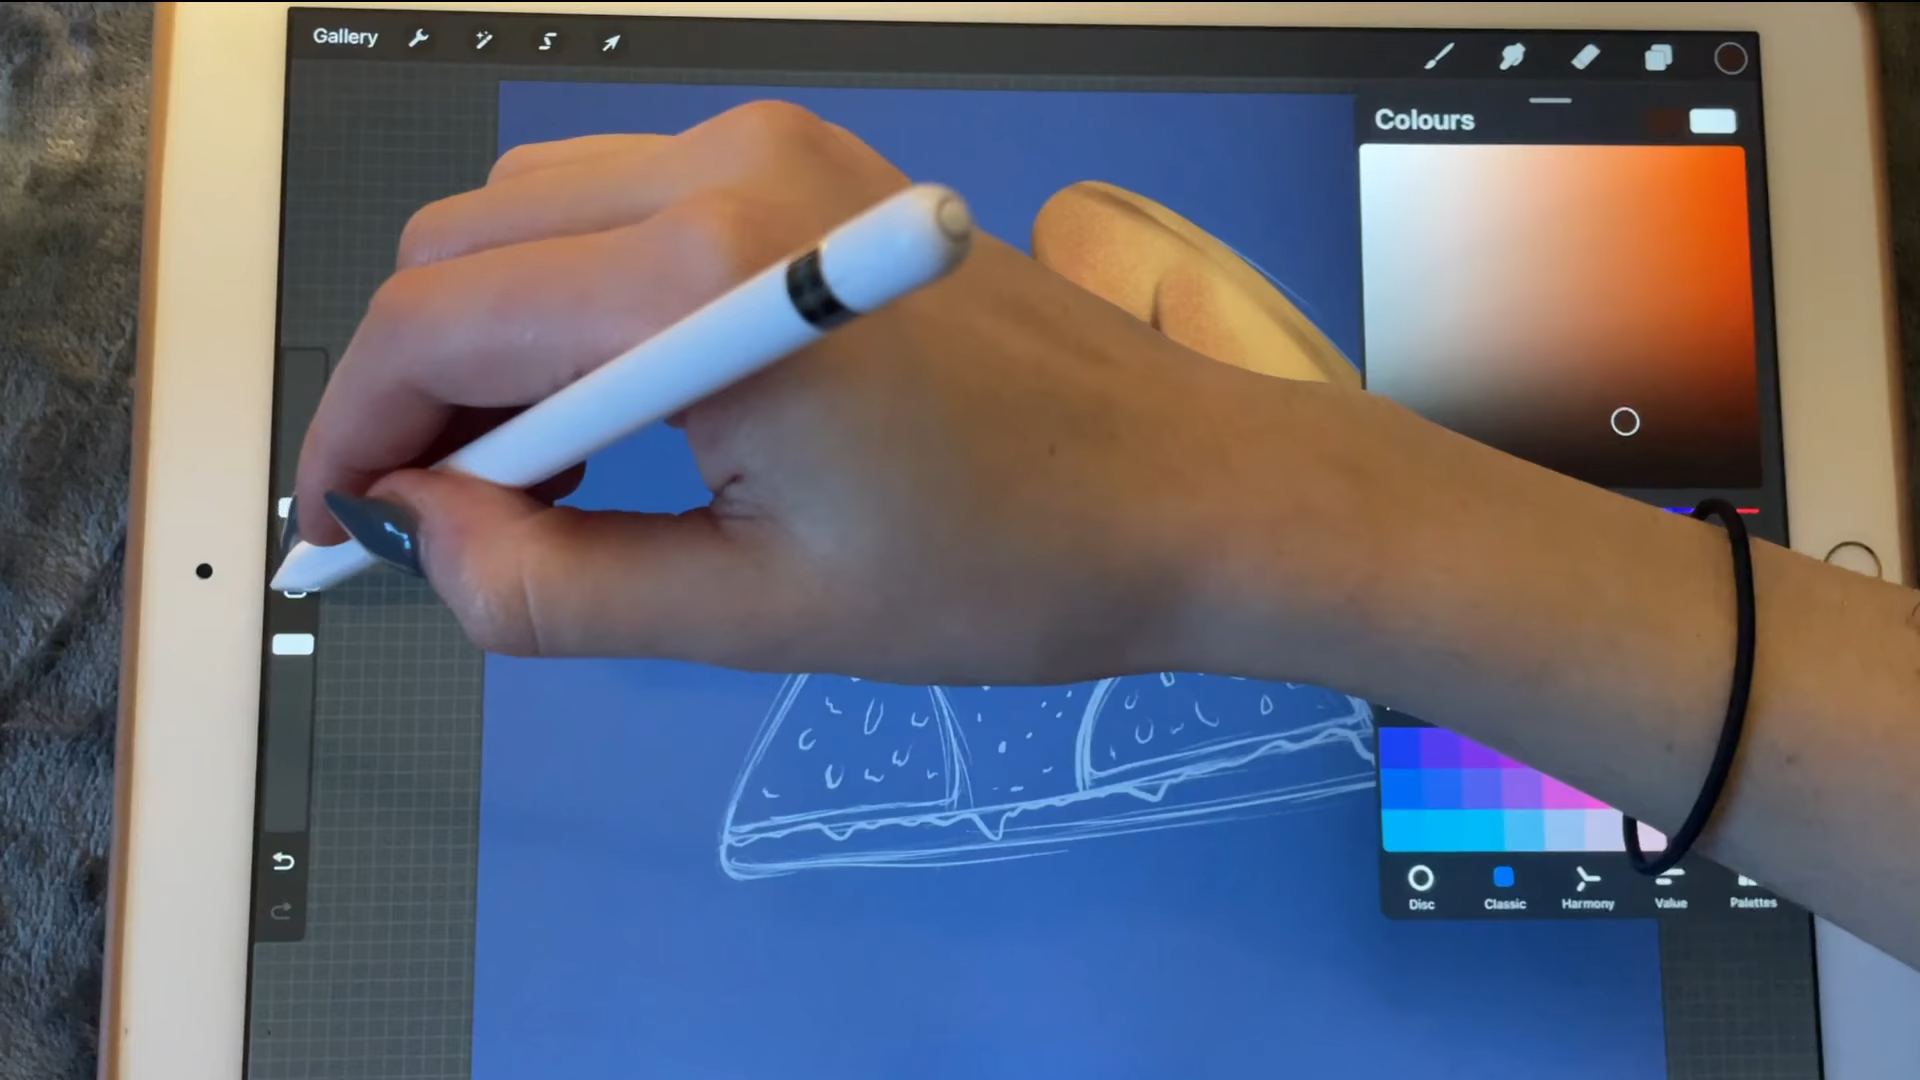 Gallery
Colours
Disc
Classic
Harmony
Value
Palettes